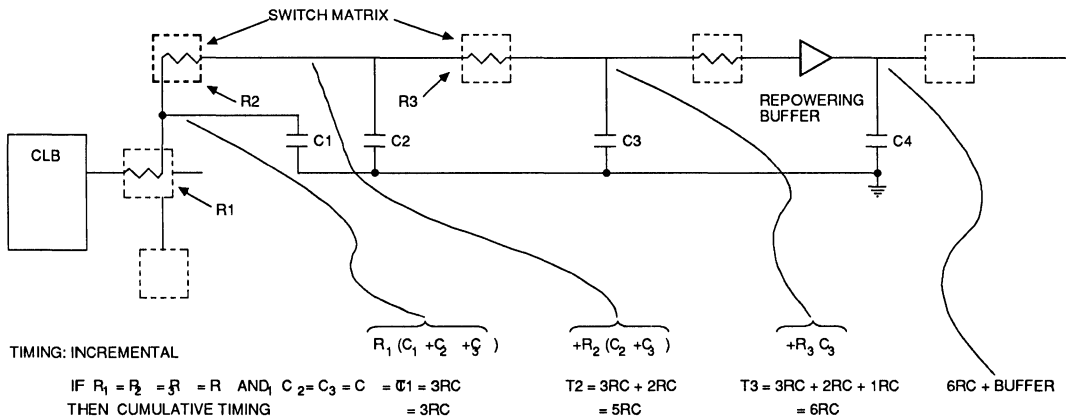 SWITCH MATRIX
R2
R3
REPOWERING
BUFFER
CLB
C1
C2
C3
C4
R1
R₁ (C₁ +C₂ +C₃)
+R₂ (C₂ +C₃)
+R₃ C₃
TIMING: INCREMENTAL
IF R₁ = R₂ = R₃ = R AND C₁ = C₂ = C₃ = C T1 = 3RC T2 = 3RC + 2RC T3 = 3RC + 2RC + 1RC 6RC + BUFFER
THEN CUMULATIVE TIMING = 3RC = 5RC = 6RC